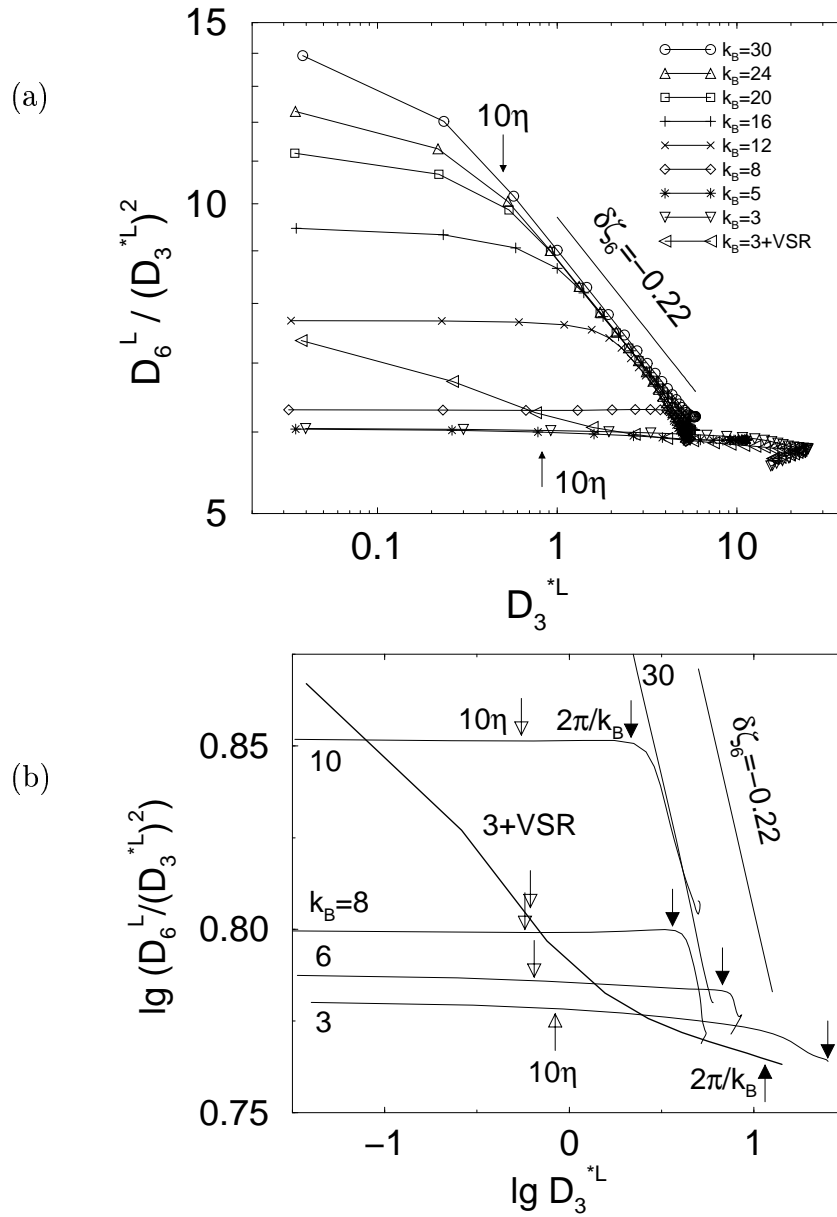 (a)
15
10
5
D_6^L / (D_3^{*L})^2
10η
δζ_6=−0.22
k_B=30
k_B=24
k_B=20
k_B=16
k_B=12
k_B=8
k_B=5
k_B=3
k_B=3+VSR
10η
0.1
1
10
D_3^{*L}
(b)
0.85
0.80
0.75
lg (D_6^L/(D_3^{*L})^2)
30
10η
2π/k_B
10
δζ_6=−0.22
3+VSR
k_B=8
6
3
10η
2π/k_B
−1
0
1
lg D_3^{*L}